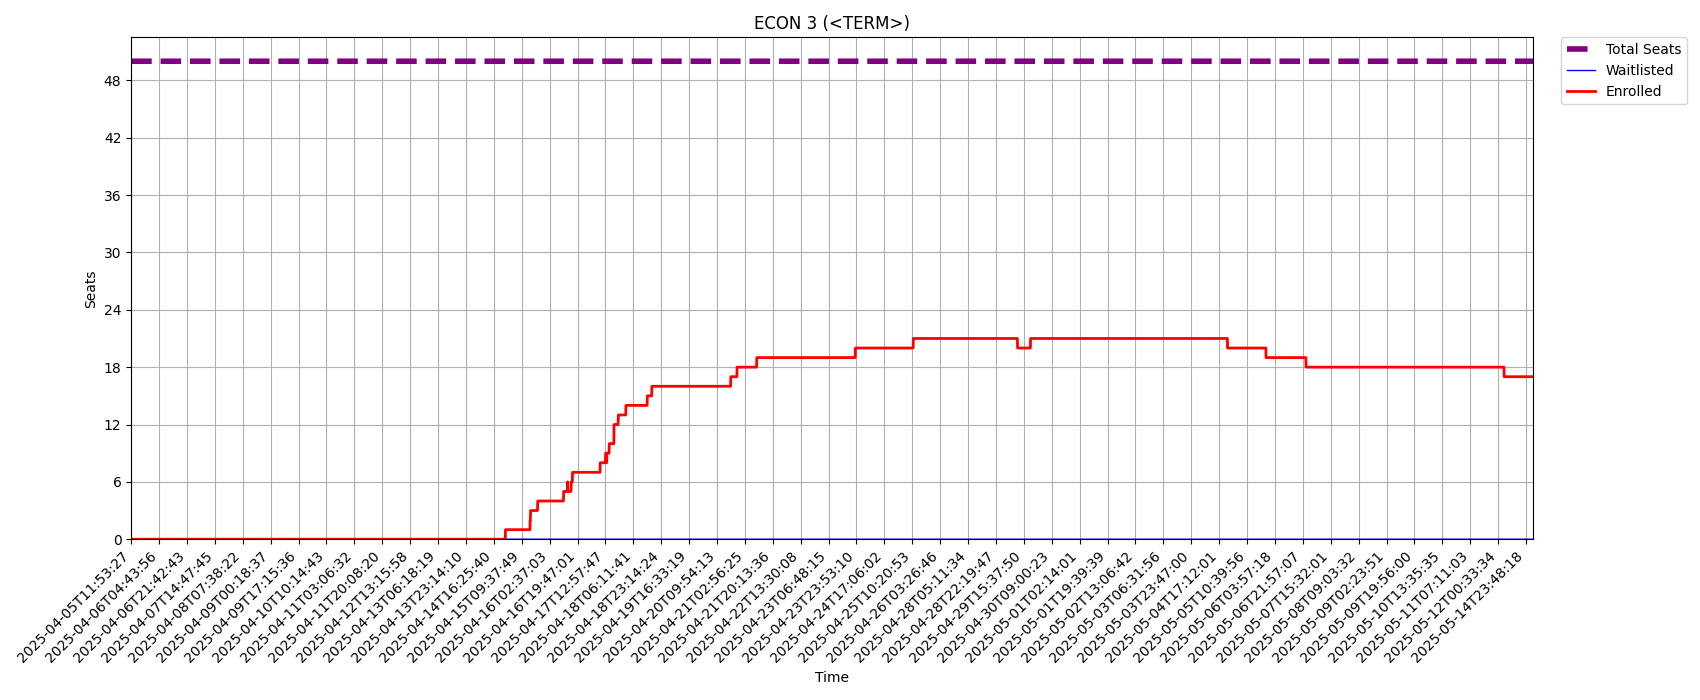 ECON 3 (<TERM>)
Total Seats
Waitlisted
Enrolled
Seats
48
42
36
30
24
18
12
6
0
2025-04-05T11:53:27
2025-04-06T04:43:56
2025-04-06T21:42:43
2025-04-07T14:47:45
2025-04-08T07:38:22
2025-04-09T00:18:37
2025-04-09T17:15:36
2025-04-10T10:14:43
2025-04-11T03:06:32
2025-04-11T20:08:20
2025-04-12T13:15:58
2025-04-13T06:18:19
2025-04-13T23:14:10
2025-04-14T16:25:40
2025-04-15T09:37:49
2025-04-16T02:37:03
2025-04-16T19:47:01
2025-04-17T12:57:47
2025-04-18T06:11:41
2025-04-18T23:14:24
2025-04-19T16:33:19
2025-04-20T09:54:13
2025-04-21T02:56:25
2025-04-21T20:13:36
2025-04-22T13:30:08
2025-04-23T06:48:15
2025-04-23T23:53:10
2025-04-24T17:06:02
2025-04-25T10:20:53
2025-04-26T03:26:46
2025-04-28T05:11:34
2025-04-28T22:19:47
2025-04-29T15:37:50
2025-04-30T09:00:23
2025-05-01T02:14:01
2025-05-01T19:39:39
2025-05-02T13:06:42
2025-05-03T06:31:56
2025-05-03T23:47:00
2025-05-04T17:12:01
2025-05-05T10:39:56
2025-05-06T03:57:18
2025-05-06T21:57:07
2025-05-07T15:32:01
2025-05-08T09:03:32
2025-05-09T02:23:51
2025-05-09T19:56:00
2025-05-10T13:35:35
2025-05-11T07:11:03
2025-05-12T00:33:34
2025-05-14T23:48:18
Time